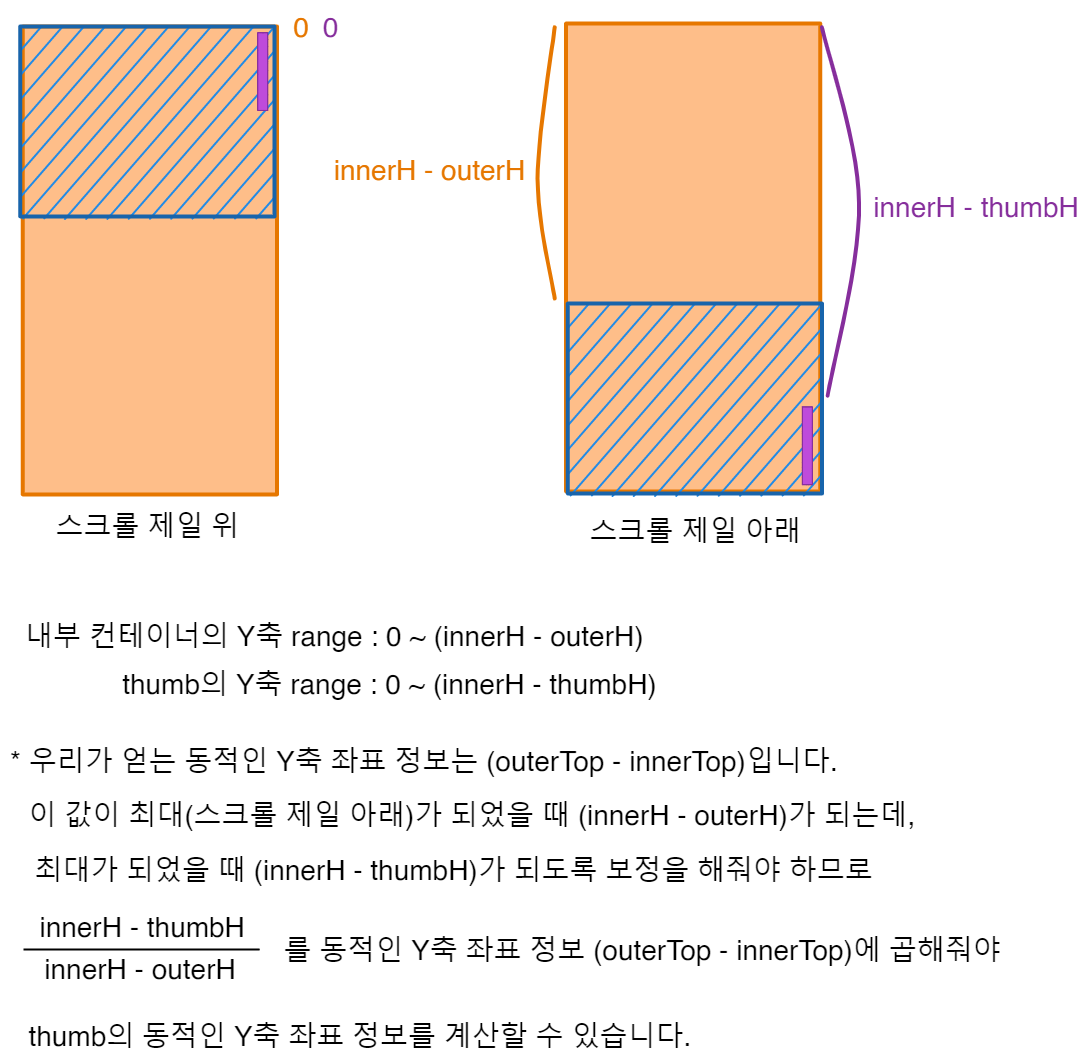 0 0
innerH - outerH
innerH - thumbH
스크롤 제일 위
스크롤 제일 아래
내부 컨테이너의 Y축 range : 0 ~ (innerH - outerH)
thumb의 Y축 range : 0 ~ (innerH - thumbH)
* 우리가 얻는 동적인 Y축 좌표 정보는 (outerTop - innerTop)입니다.
이 값이 최대(스크롤 제일 아래)가 되었을 때 (innerH - outerH)가 되는데,
최대가 되었을 때 (innerH - thumbH)가 되도록 보정을 해줘야 하므로
innerH - thumbH
innerH - outerH
를 동적인 Y축 좌표 정보 (outerTop - innerTop)에 곱해줘야
thumb의 동적인 Y축 좌표 정보를 계산할 수 있습니다.